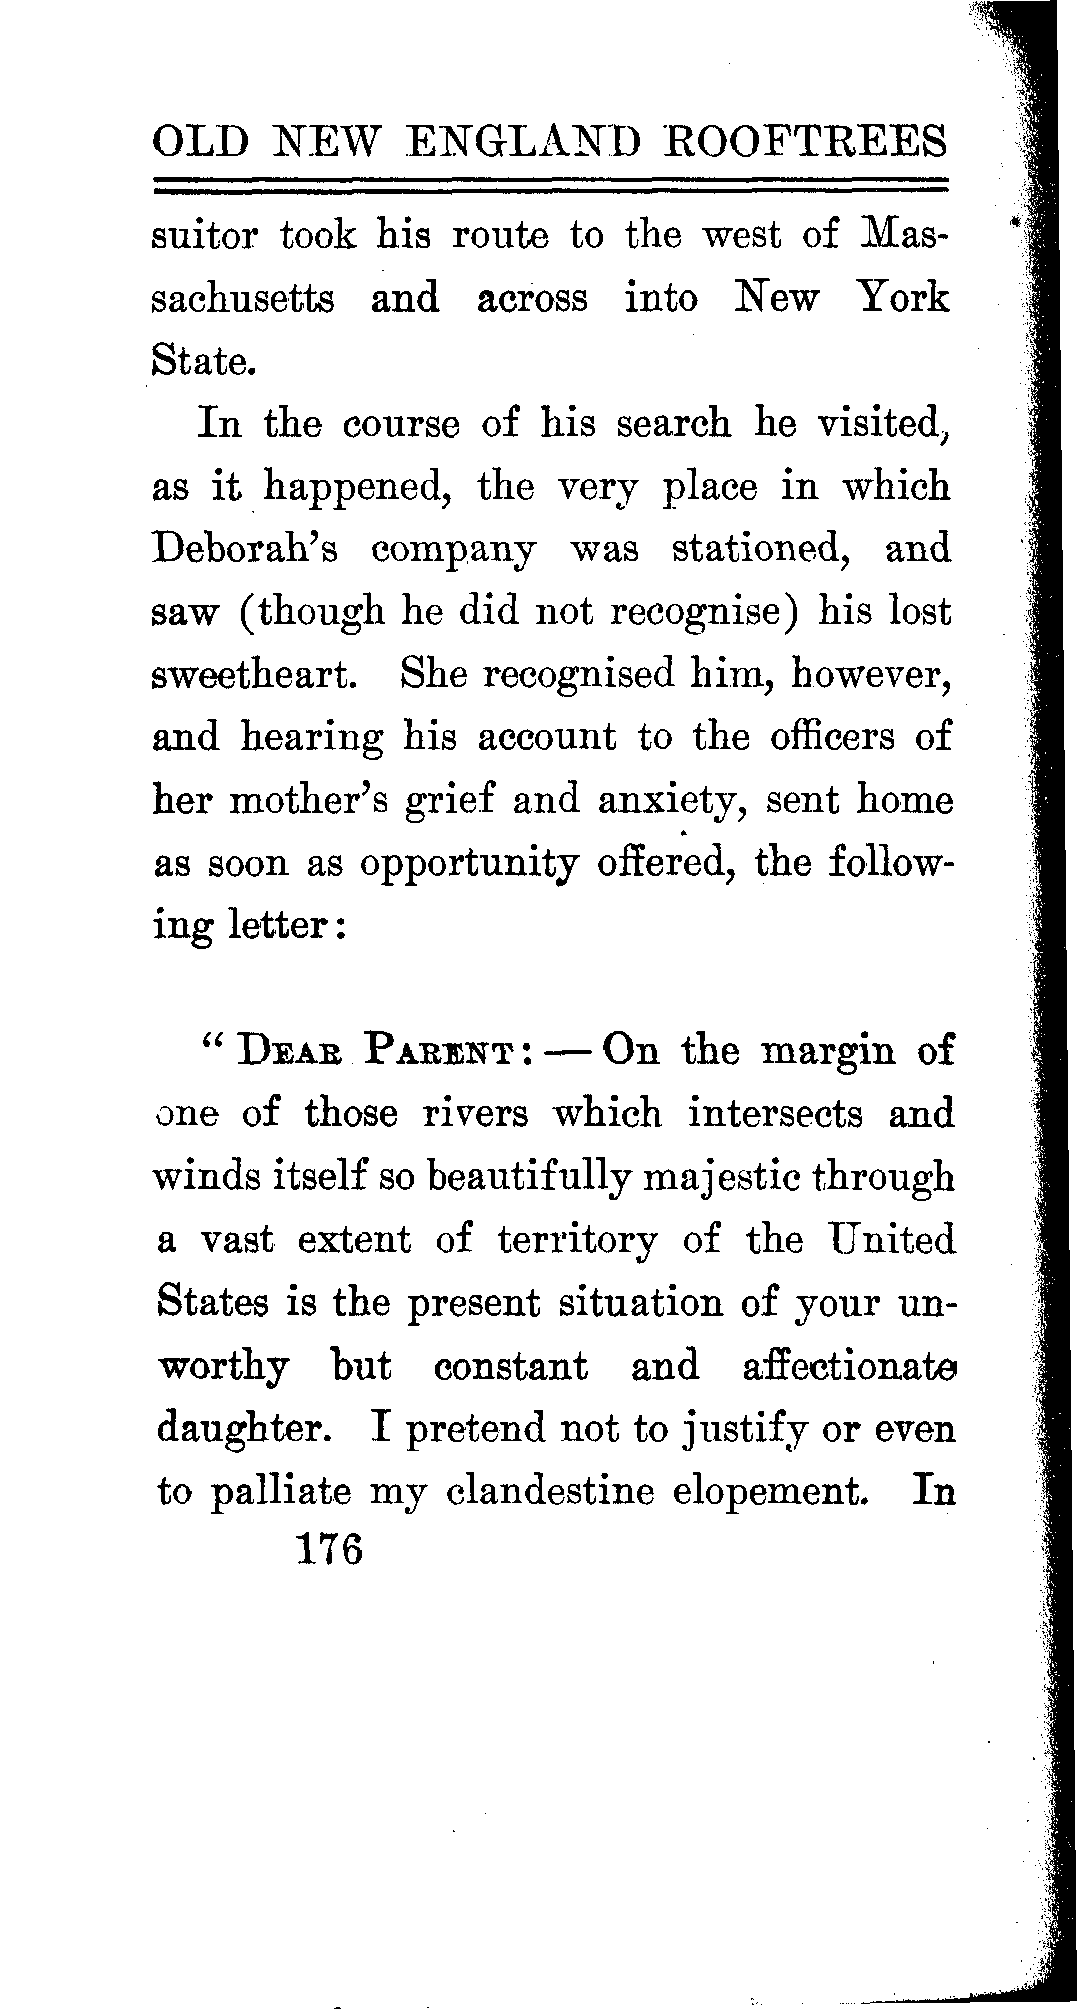 OLD NEW ENGLAND ROOFTREES
suitor took his route to the west of Mas-
sachusetts and across into New York
State.
In the course of his search he visited,
as it happened, the very place in which
Deborah's company was stationed, and
saw (though he did not recognise) his lost
sweetheart. She recognised him, however,
and hearing his account to the officers of
her mother's grief and anxiety, sent home
as soon as opportunity offered, the follow-
ing letter:
"DEAR PARENT: — On the margin of
one of those rivers which intersects and
winds itself so beautifully majestic through
a vast extent of territory of the United
States is the present situation of your un-
worthy but constant and affectionate
daughter. I pretend not to justify or even
to palliate my clandestine elopement. In
176